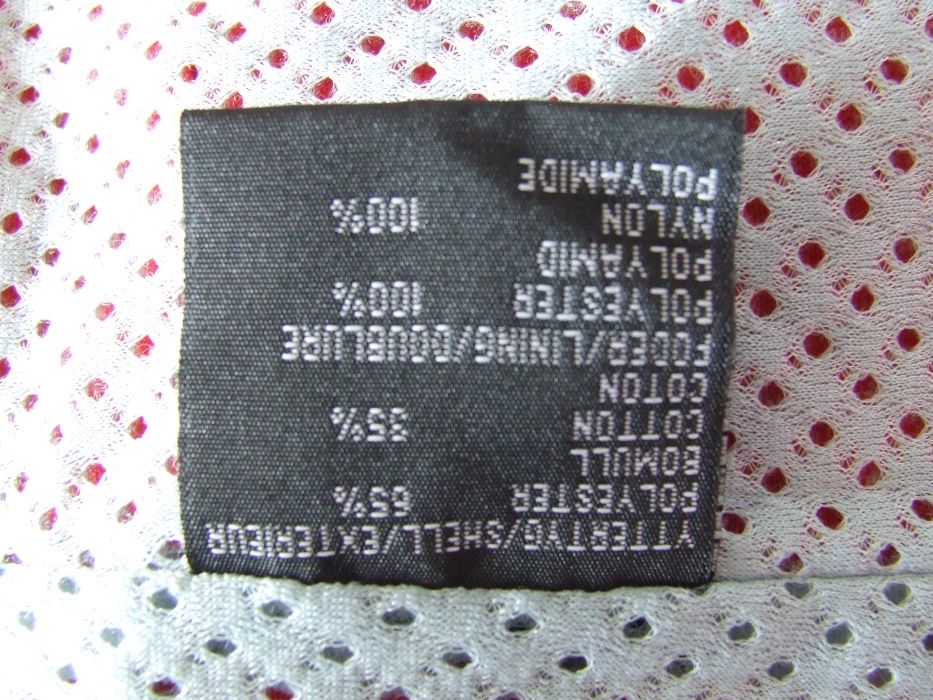 YTTERTYG/SHELL/EXTERIEUR
POLYESTER 65%
BOMULL
COTTON 35%
COTON
FODER/LINING/DOUBLURE
POLYESTER 100%
POLYAMID
NYLON 100%
POLYAMIDE